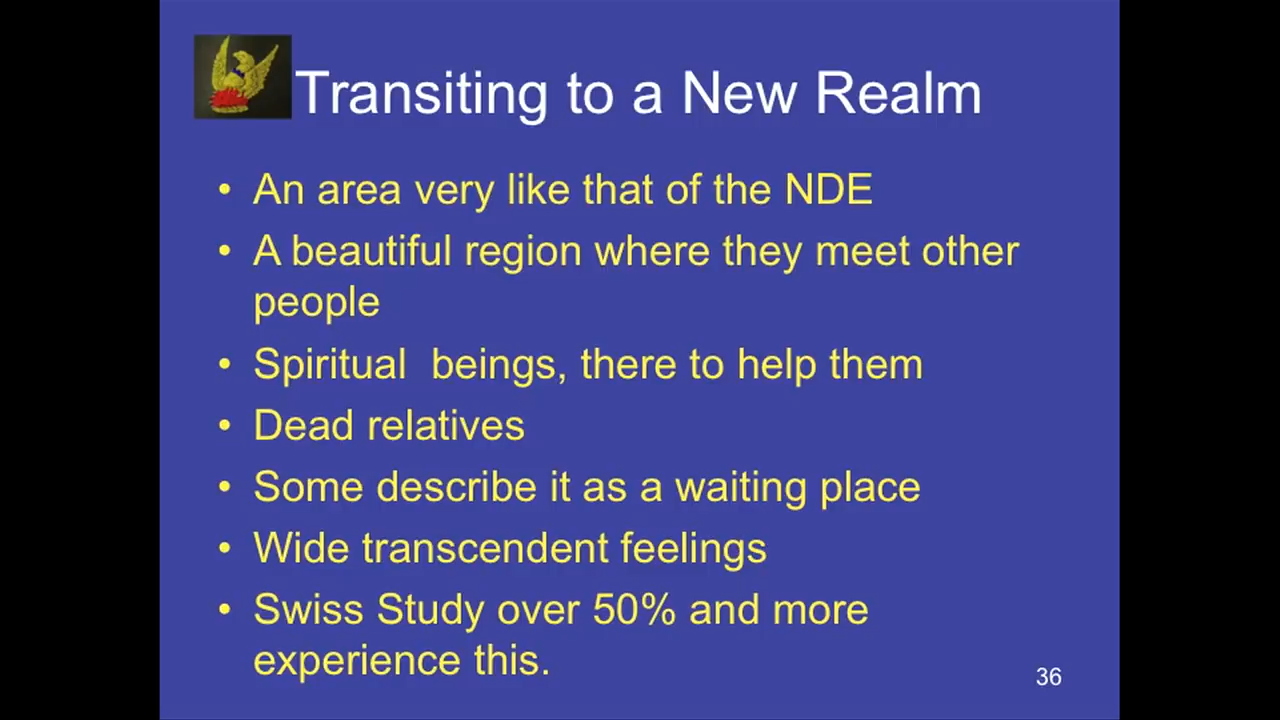 Transiting to a New Realm
• An area very like that of the NDE
• A beautiful region where they meet other
people
• Spiritual  beings, there to help them
• Dead relatives
• Some describe it as a waiting place
• Wide transcendent feelings
• Swiss Study over 50% and more
experience this.
36